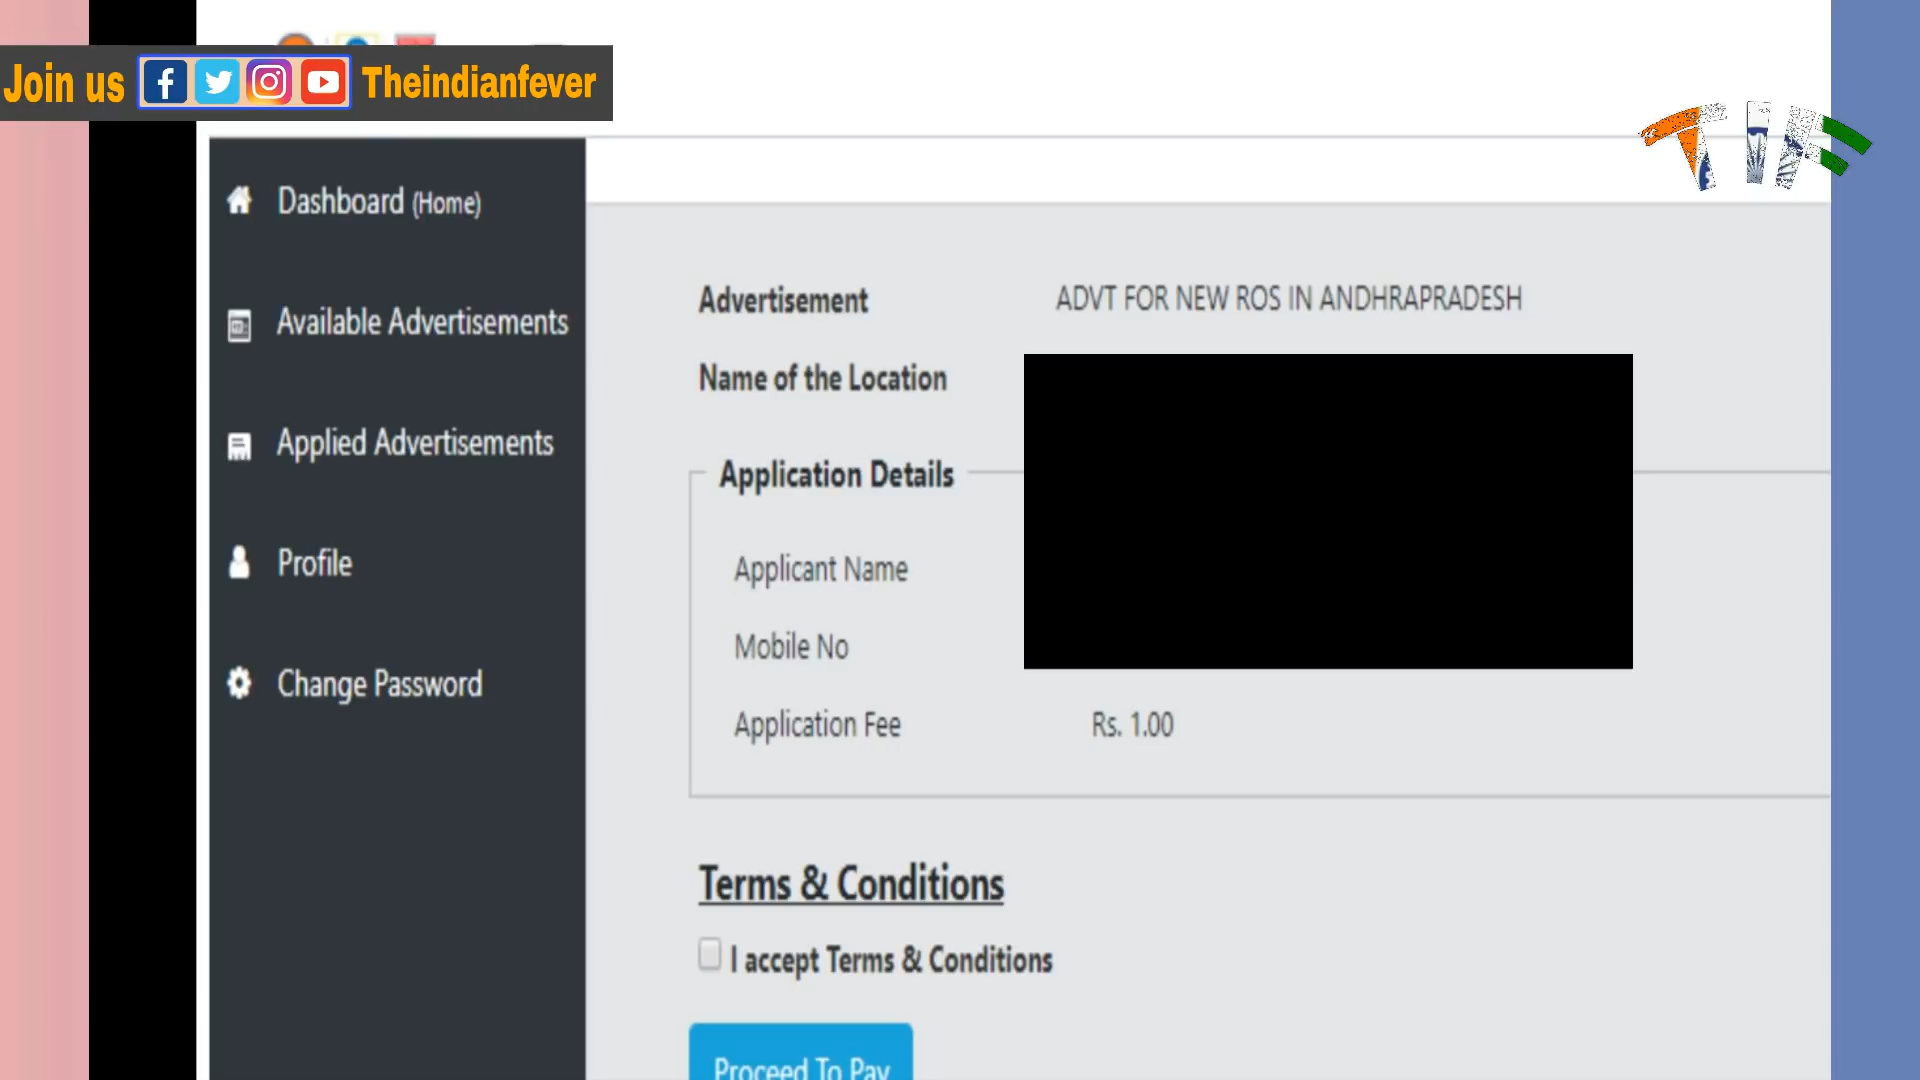 Join us Theindianfever
TIF
Dashboard (Home)
Available Advertisements
Applied Advertisements
Profile
Change Password
Advertisement ADVT FOR NEW ROS IN ANDHRAPRADESH
Name of the Location
Application Details
Applicant Name
Mobile No
Application Fee Rs. 1.00
Terms & Conditions
I accept Terms & Conditions
Proceed To Pay